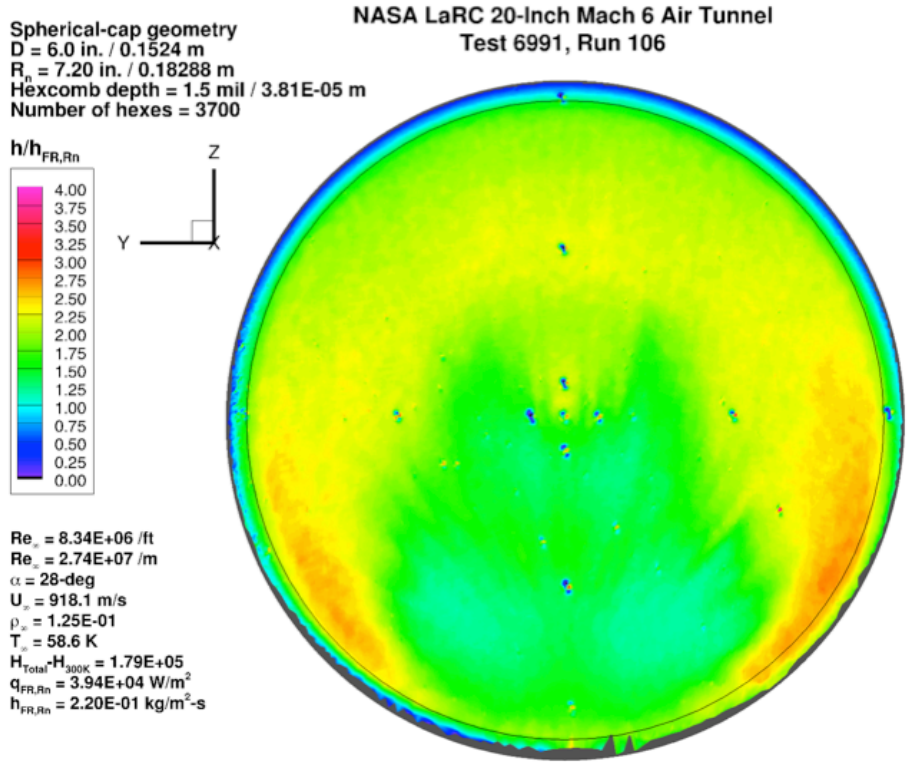 NASA LaRC 20-Inch Mach 6 Air Tunnel
Test 6991, Run 106
Spherical-cap geometry
D = 6.0 in. / 0.1524 m
Rₙ = 7.20 in. / 0.18288 m
Hexcomb depth = 1.5 mil / 3.81E-05 m
Number of hexes = 3700
h/h_FR,Rn
4.00
3.75
3.50
3.25
3.00
2.75
2.50
2.25
2.00
1.75
1.50
1.25
1.00
0.75
0.50
0.25
0.00
Z
Y
X
Re∞ = 8.34E+06 /ft
Re∞ = 2.74E+07 /m
α = 28-deg
U∞ = 918.1 m/s
ρ∞ = 1.25E-01
T∞ = 58.6 K
H_Total-H_300K = 1.79E+05
q_FR,Rn = 3.94E+04 W/m²
h_FR,Rn = 2.20E-01 kg/m²-s